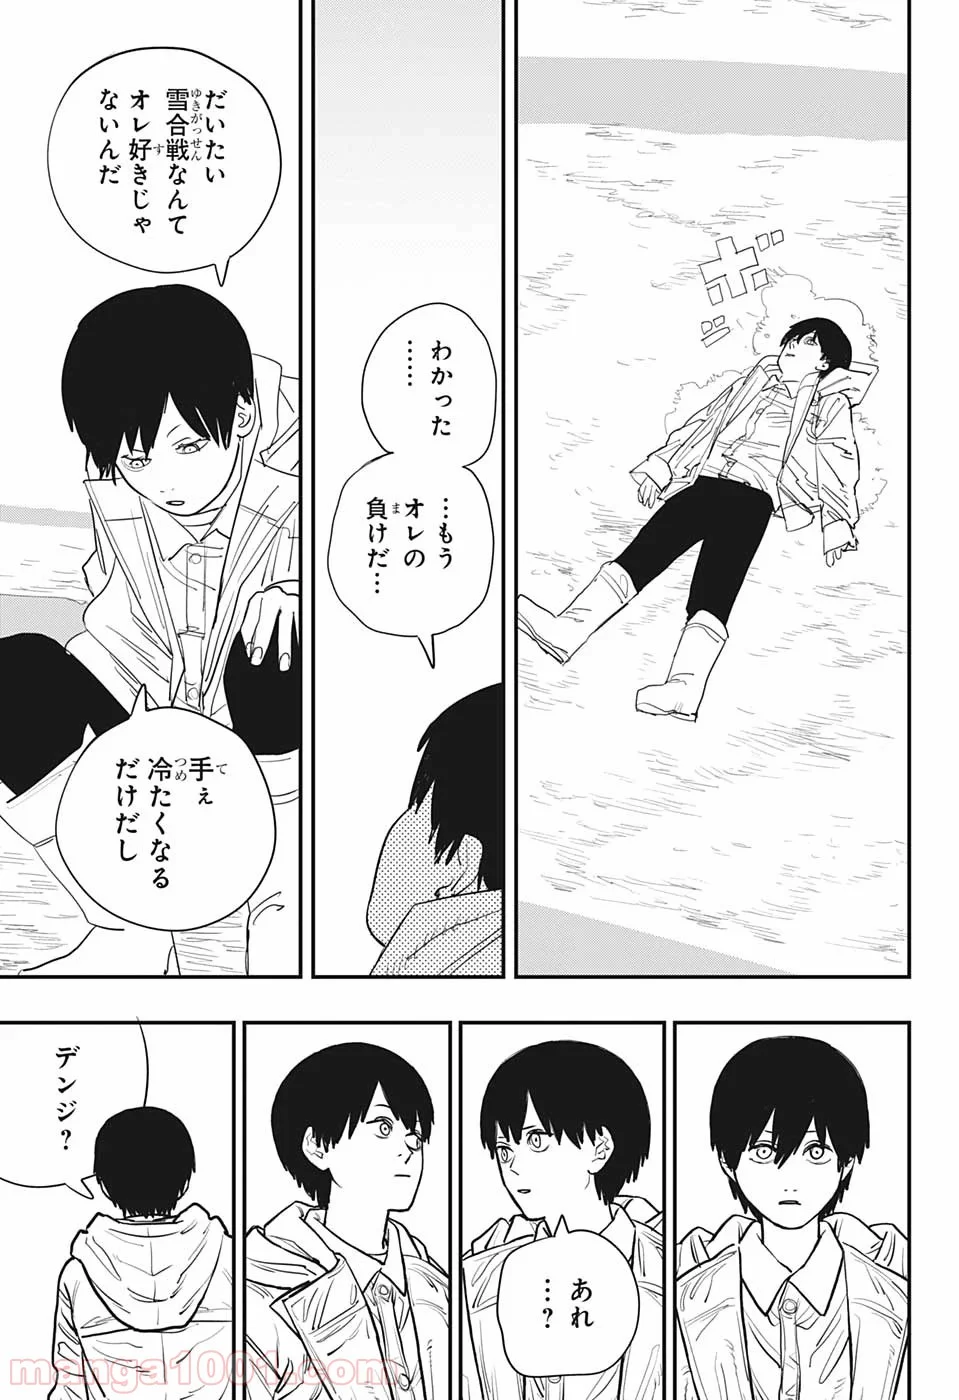 ボッ
わかった
……
…もう
オレの
負けだ…
だいたい
雪合戦なんて
オレ好きじゃ
ないんだ
手ぇ
冷たくなる
だけだし
あれ
…?
デンジ?
manga1001.com